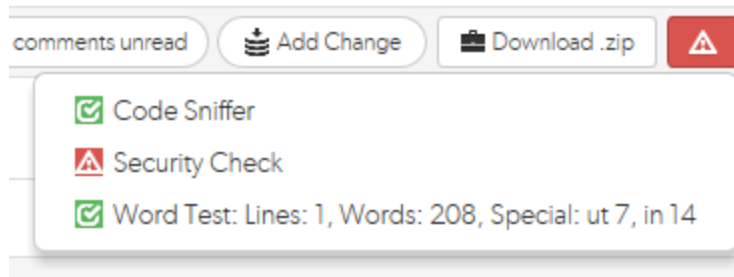 comments unread Add Change Download .zip
Code Sniffer
Security Check
Word Test: Lines: 1, Words: 208, Special: ut 7, in 14